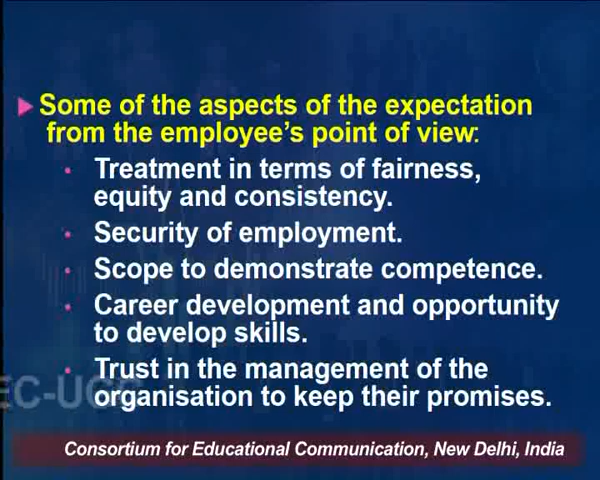 Some of the aspects of the expectation
from the employee's point of view:
• Treatment in terms of fairness,
equity and consistency.
• Security of employment.
• Scope to demonstrate competence.
• Career development and opportunity
to develop skills.
• Trust in the management of the
organisation to keep their promises.
EC-UGC
Consortium for Educational Communication, New Delhi, India